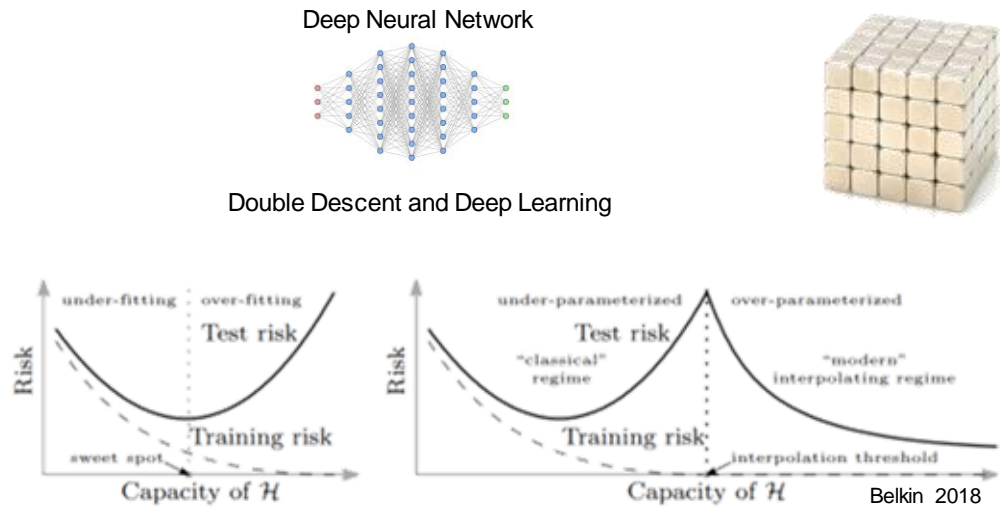 Deep Neural Network
Double Descent and Deep Learning
under-fitting
over-fitting
Test risk
Risk
Training risk
sweet spot
Capacity of ℋ
under-parameterized
over-parameterized
Test risk
"classical"
regime
"modern"
interpolating regime
Risk
Training risk
interpolation threshold
Capacity of ℋ
Belkin 2018